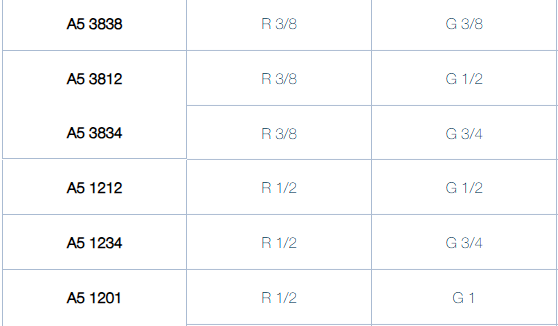 A5 3838 R 3/8 G 3/8
A5 3812 R 3/8 G 1/2
A5 3834 R 3/8 G 3/4
A5 1212 R 1/2 G 1/2
A5 1234 R 1/2 G 3/4
A5 1201 R 1/2 G 1